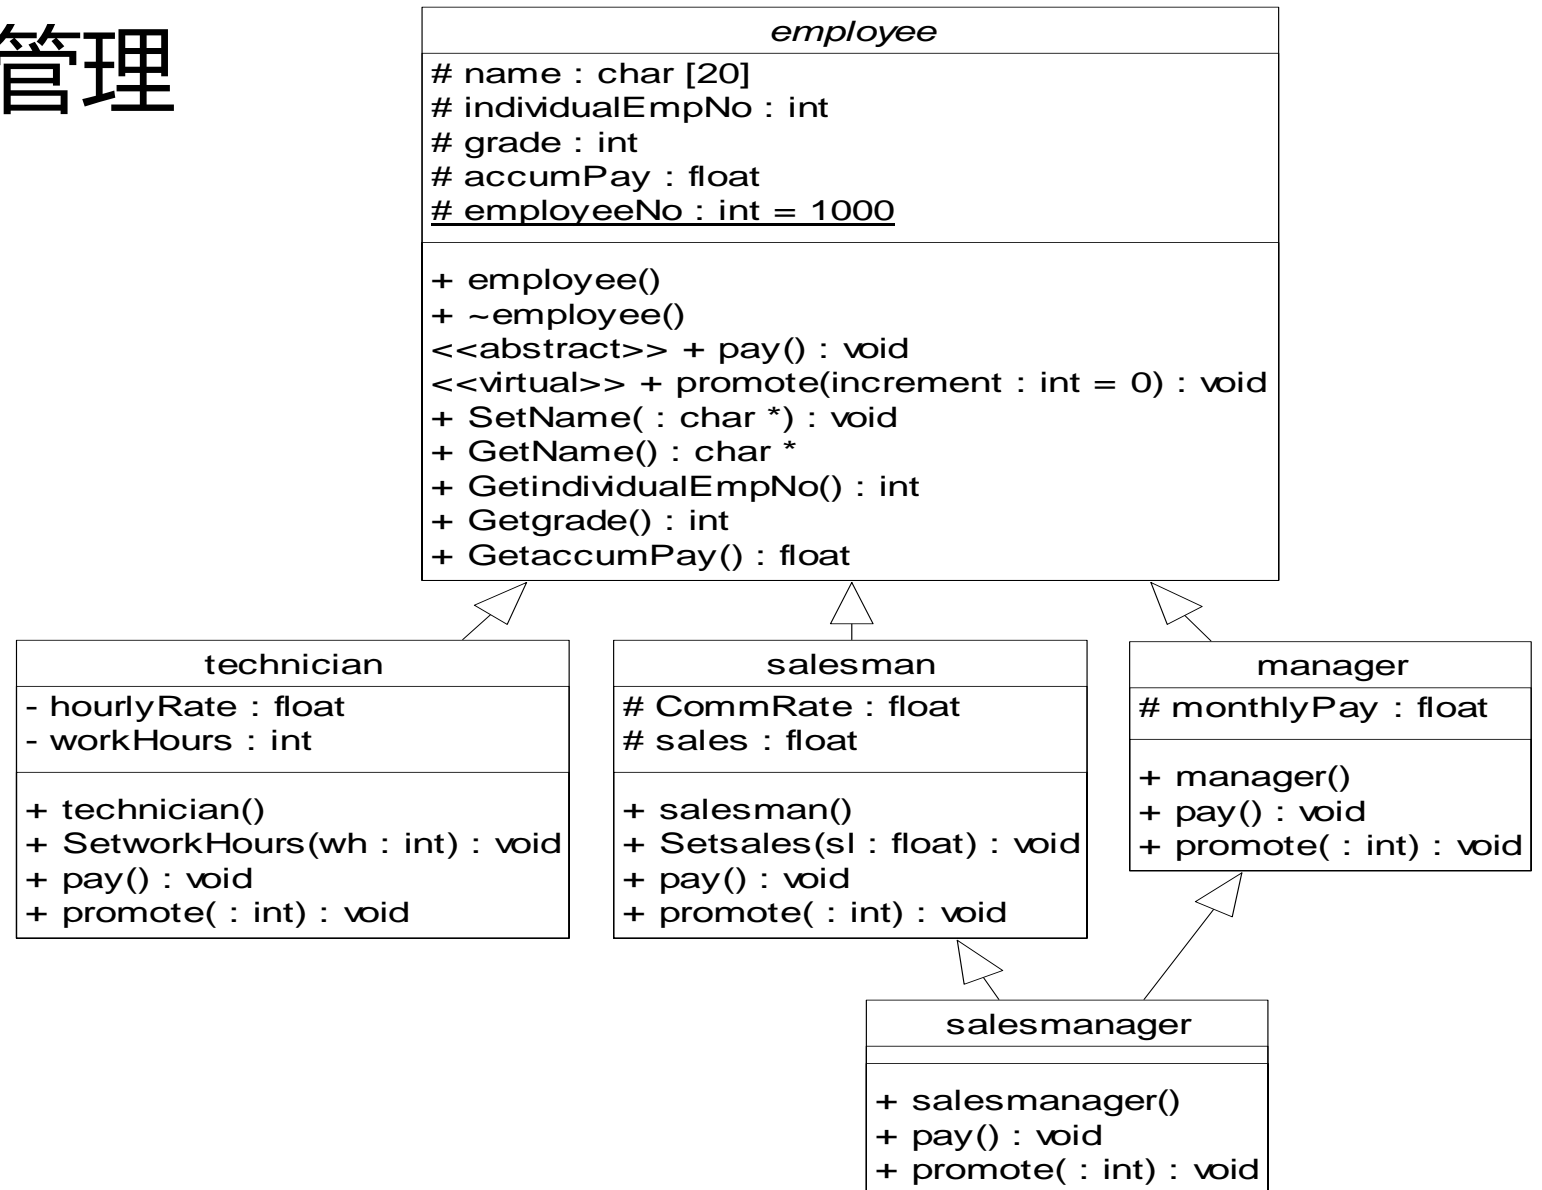 管理
employee
# name : char [20]
# individualEmpNo : int
# grade : int
# accumPay : float
# employeeNo : int = 1000
+ employee()
+ ~employee()
<<abstract>> + pay() : void
<<virtual>> + promote(increment : int = 0) : void
+ SetName( : char *) : void
+ GetName() : char *
+ GetindividualEmpNo() : int
+ Getgrade() : int
+ GetaccumPay() : float
technician
- hourlyRate : float
- workHours : int
+ technician()
+ SetworkHours(wh : int) : void
+ pay() : void
+ promote( : int) : void
salesman
# CommRate : float
# sales : float
+ salesman()
+ Setsales(sl : float) : void
+ pay() : void
+ promote( : int) : void
manager
# monthlyPay : float
+ manager()
+ pay() : void
+ promote( : int) : void
salesmanager
+ salesmanager()
+ pay() : void
+ promote( : int) : void